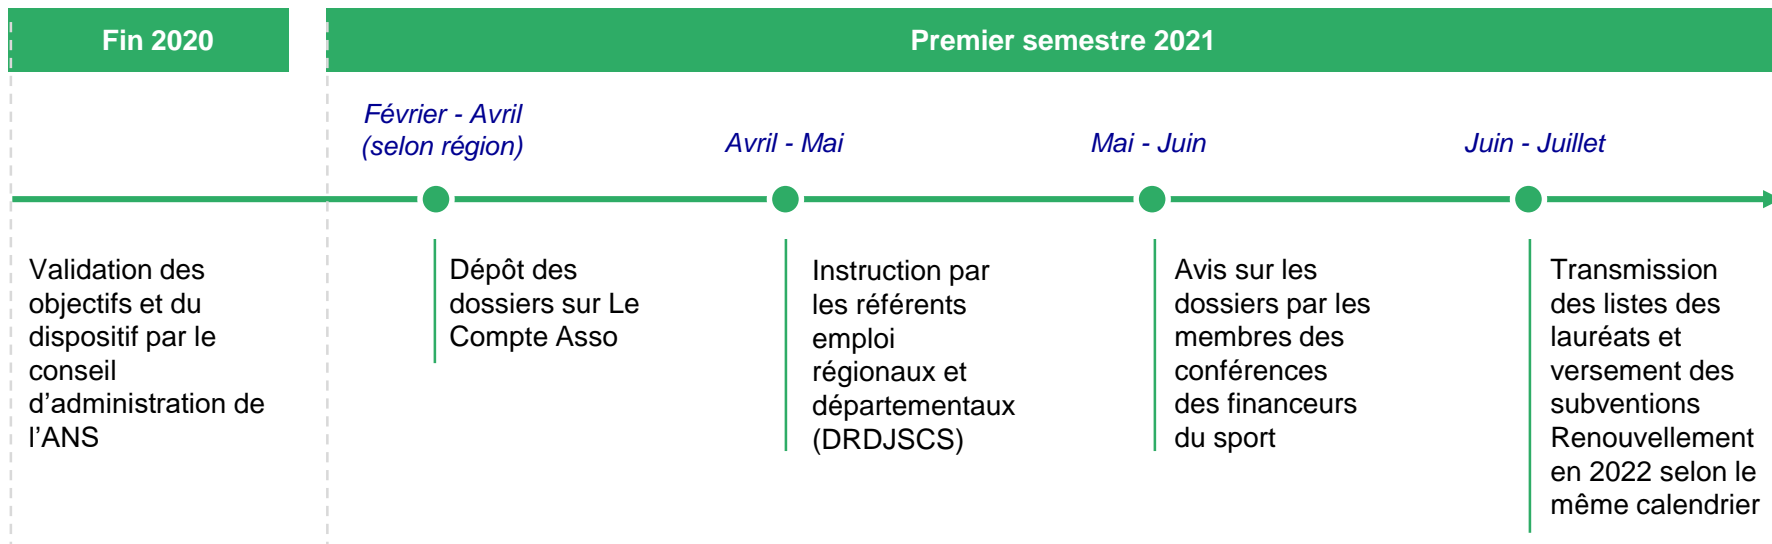 Fin 2020
Premier semestre 2021
Février - Avril
(selon région)
Avril - Mai
Mai - Juin
Juin - Juillet
Validation des
objectifs et du
dispositif par le
conseil
d’administration de
l’ANS
Dépôt des
dossiers sur Le
Compte Asso
Instruction par
les référents
emploi
régionaux et
départementaux
(DRDJSCS)
Avis sur les
dossiers par les
membres des
conférences
des financeurs
du sport
Transmission
des listes des
lauréats et
versement des
subventions
Renouvellement
en 2022 selon le
même calendrier